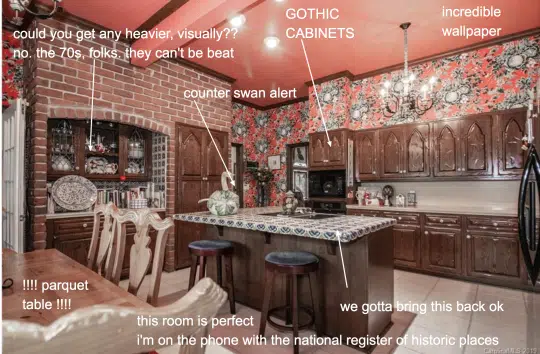 could you get any heavier, visually??
no. the 70s, folks. they can't be beat
GOTHIC
CABINETS
incredible
wallpaper
counter swan alert
!!!! parquet
table !!!!
we gotta bring this back ok
this room is perfect
i'm on the phone with the national register of historic places